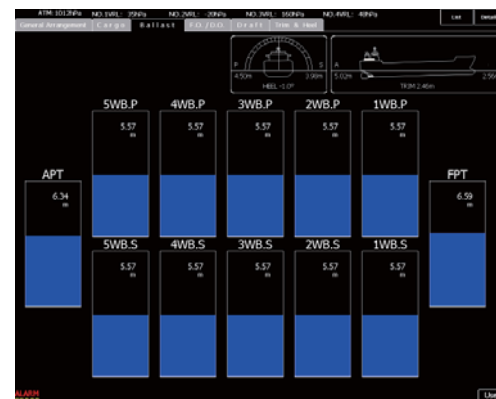 ATM: 1012hPa NO.1VRL: 35hPa NO.2VRL: -20hPa NO.3VRL: 160hPa NO.4VRL: 40hPa List
General Arrangement Cargo Ballast F.O./D.O. Draft Trim & Heel
P S A
4.50m 3.90m 5.02m
HEEL -1.0° TRIM 2.46m
5WB.P 4WB.P 3WB.P 2WB.P 1WB.P
5.57 5.57 5.57 5.57 5.57
m m m m m
APT FPT
6.34 6.59
m m
5WB.S 4WB.S 3WB.S 2WB.S 1WB.S
5.57 5.57 5.57 5.57 5.57
m m m m m
ALARM